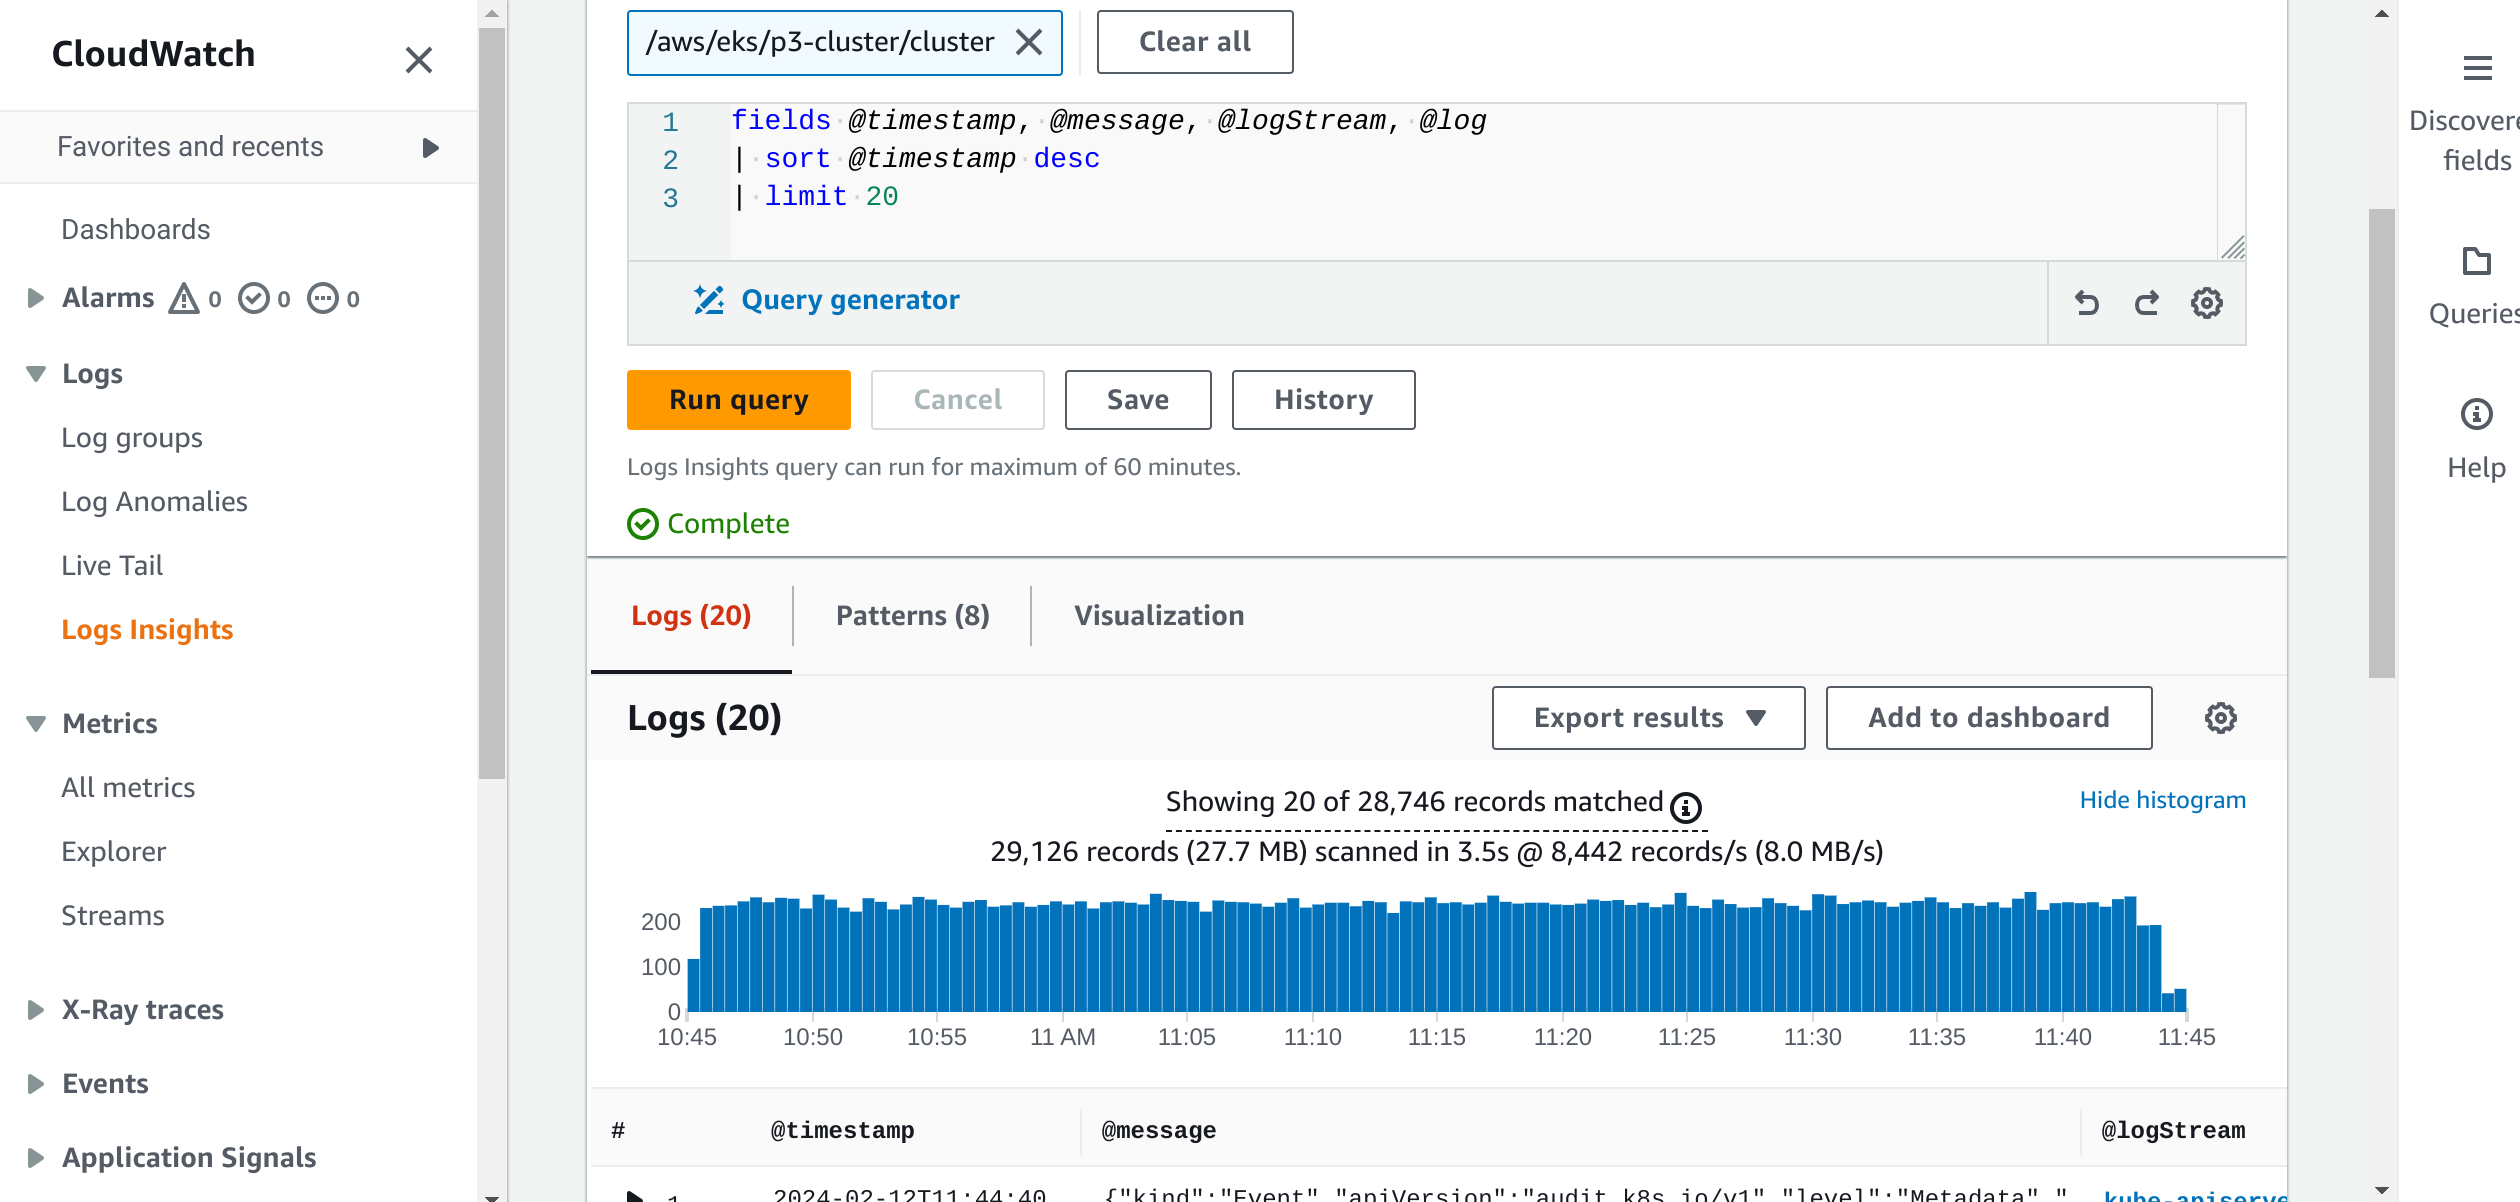 CloudWatch
Favorites and recents
Dashboards
Alarms 0 0 0
Logs
Log groups
Log Anomalies
Live Tail
Logs Insights
Metrics
All metrics
Explorer
Streams
X-Ray traces
Events
Application Signals
/aws/eks/p3-cluster/cluster
Clear all
1 fields @timestamp, @message, @logStream, @log
2 | sort @timestamp desc
3 | limit 20
Query generator
Run query
Cancel
Save
History
Logs Insights query can run for maximum of 60 minutes.
Complete
Logs (20)
Patterns (8)
Visualization
Logs (20)
Export results
Add to dashboard
Showing 20 of 28,746 records matched
Hide histogram
29,126 records (27.7 MB) scanned in 3.5s @ 8,442 records/s (8.0 MB/s)
200
100
0
10:45 10:50 10:55 11 AM 11:05 11:10 11:15 11:20 11:25 11:30 11:35 11:40 11:45
# @timestamp @message @logStream
1 2024-02-12T11:44:40. {"kind":"Event","apiVersion":"audit.k8s.io/v1","level":"Metadata","  kube-apiserve
Discovere
fields
Queries
Help